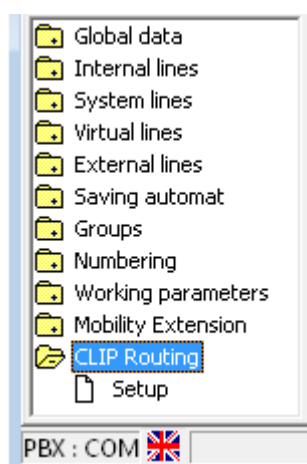 Global data
Internal lines
System lines
Virtual lines
External lines
Saving automat
Groups
Numbering
Working parameters
Mobility Extension
CLIP Routing
Setup
PBX : COM